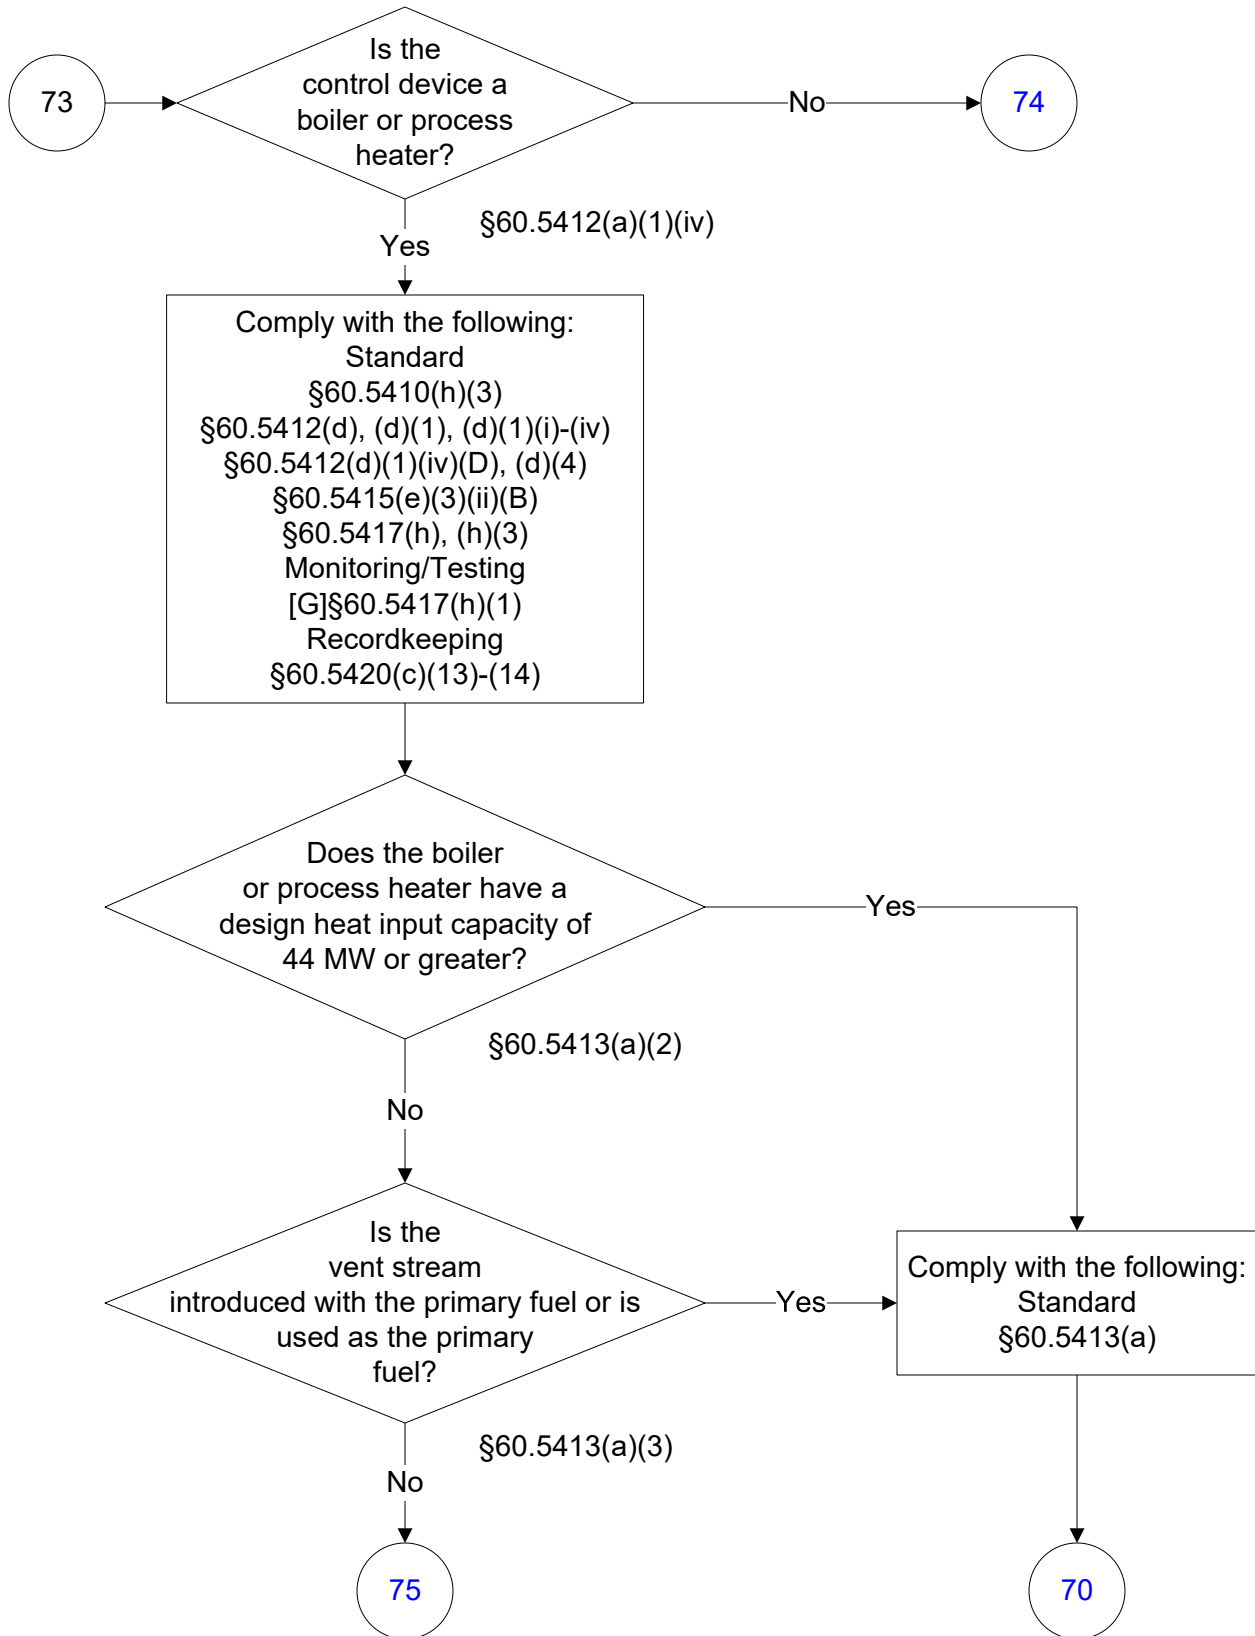 Is the
control device a
boiler or process
heater?
73
No
74
§60.5412(a)(1)(iv)
Yes
Comply with the following:
Standard
§60.5410(h)(3)
§60.5412(d), (d)(1), (d)(1)(i)-(iv)
§60.5412(d)(1)(iv)(D), (d)(4)
§60.5415(e)(3)(ii)(B)
§60.5417(h), (h)(3)
Monitoring/Testing
[G]§60.5417(h)(1)
Recordkeeping
§60.5420(c)(13)-(14)
Does the boiler
or process heater have a
design heat input capacity of
44 MW or greater?
Yes
§60.5413(a)(2)
No
Is the
vent stream
introduced with the primary fuel or is
used as the primary
fuel?
Yes
Comply with the following:
Standard
§60.5413(a)
§60.5413(a)(3)
No
75
70